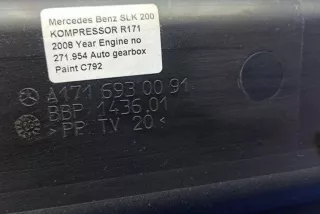 Mercedes Benz SLK 200
KOMPRESSOR R171
2008 Year Engine no
271.954 Auto gearbox
Paint C792
A171 693 00 91
BBP 1436.01
>PP TV 20<